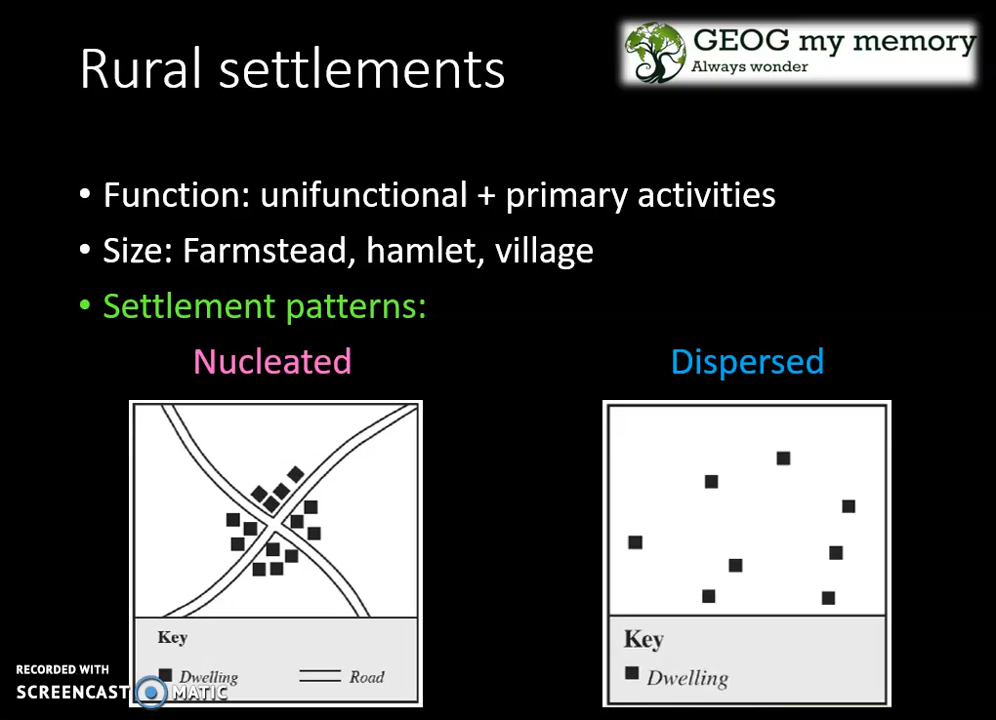 Rural settlements
GEOG my memory
Always wonder
• Function: unifunctional + primary activities
• Size: Farmstead, hamlet, village
• Settlement patterns:
Nucleated
Dispersed
Key
Dwelling
Road
Key
Dwelling
RECORDED WITH
SCREENCAST MATIC